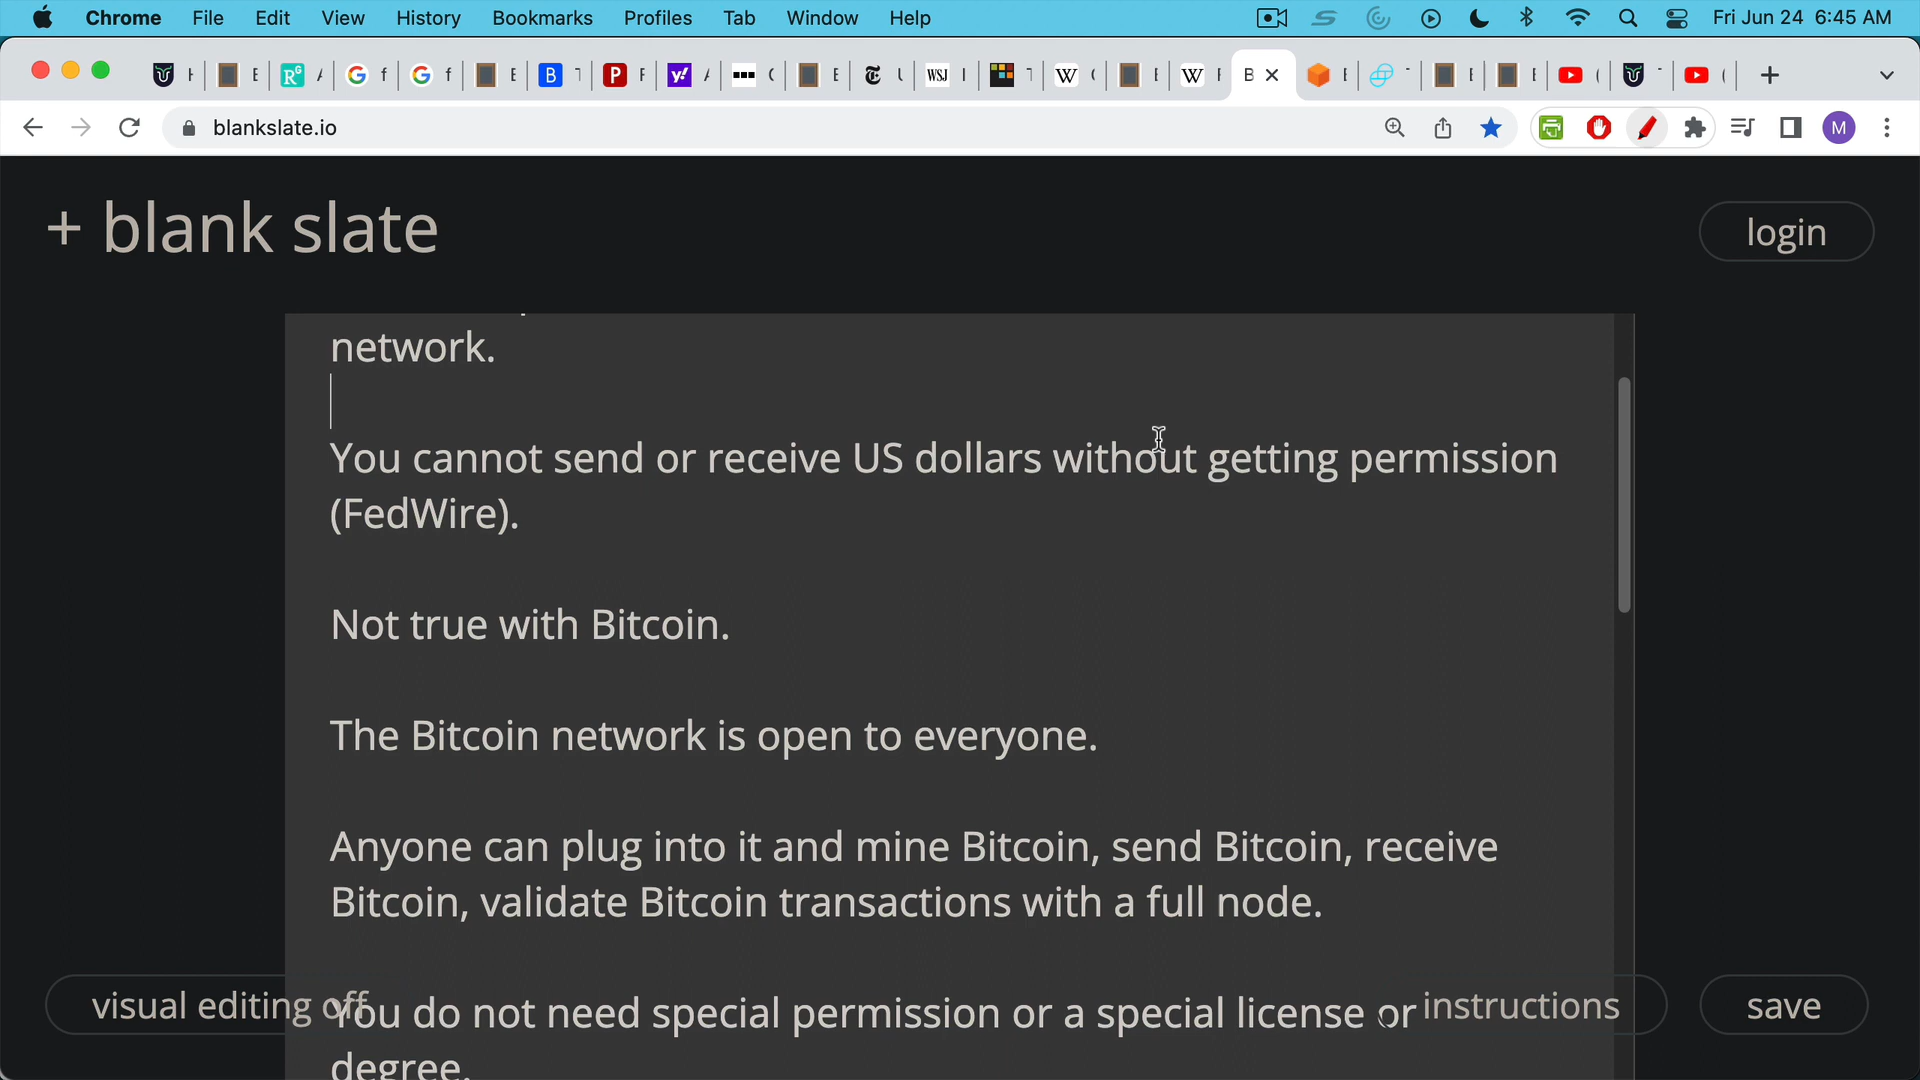 Chrome File Edit View History Bookmarks Profiles Tab Window Help Fri Jun 24 6:45 AM
blankslate.io
M
+ blank slate
login
network.
You cannot send or receive US dollars without getting permission
(FedWire).
Not true with Bitcoin.
The Bitcoin network is open to everyone.
Anyone can plug into it and mine Bitcoin, send Bitcoin, receive
Bitcoin, validate Bitcoin transactions with a full node.
You do not need special permission or a special license or
degree.
visual editing off
instructions
save